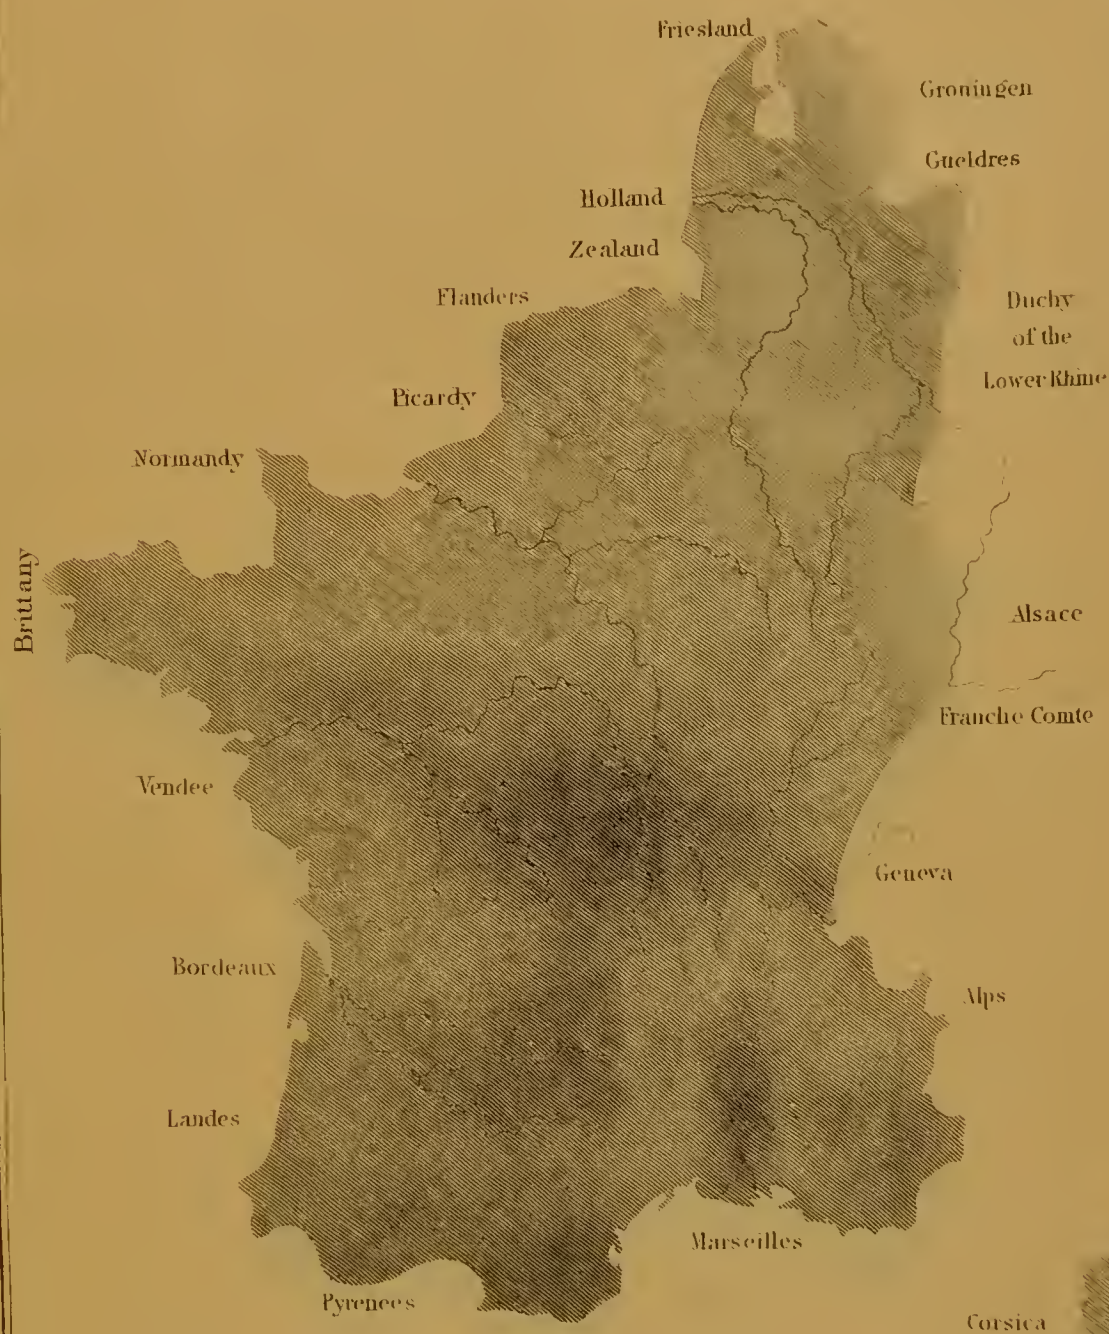 Friesland
Groningen
Gueldres
Holland
Zealand
Flanders
Duchy
of the
Lower Rhine
Picardy
Normandy
Brittany
Alsace
Franche Comte
Vendee
Geneva
Bordeaux
Alps
Landes
Marseilles
Pyrenees
Corsica